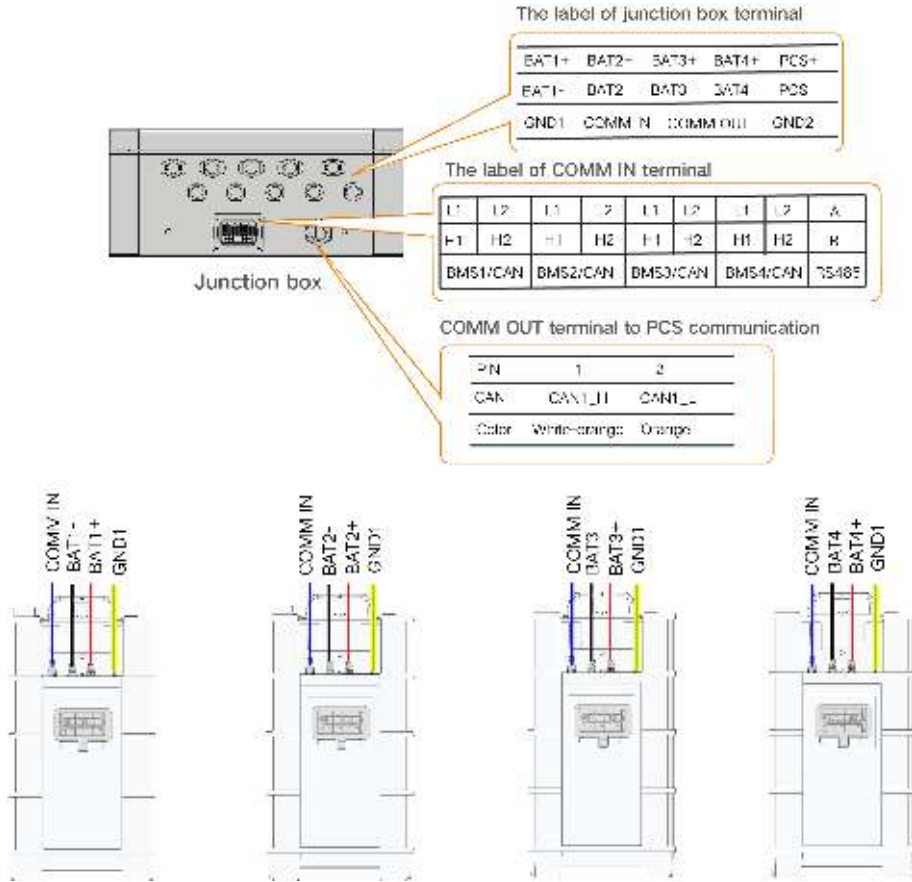 The label of junction box terminal
BAT1+ BAT2+ BAT3+ BAT4+ PCS+
BAT1- BAT2 BAT3 BAT4 PCS
GND1 COMM IN COMM OUT GND2
The label of COMM IN terminal
L1 L2 L1 L2 L1 L2 L1 L2 A
H1 H2 H1 H2 H1 H2 H1 H2 B
BMS1/CAN BMS2/CAN BMS3/CAN BMS4/CAN RS485
Junction box
COMM OUT terminal to PCS communication
PIN 1 2
CAN CAN1_H CAN1_L
Color White-orange Orange
COMM IN
BAT1-
BAT1+
GND1
COMM IN
BAT2-
BAT2+
GND1
COMM IN
BAT3
BAT3+
GND1
COMM IN
BAT4
BAT4+
GND1